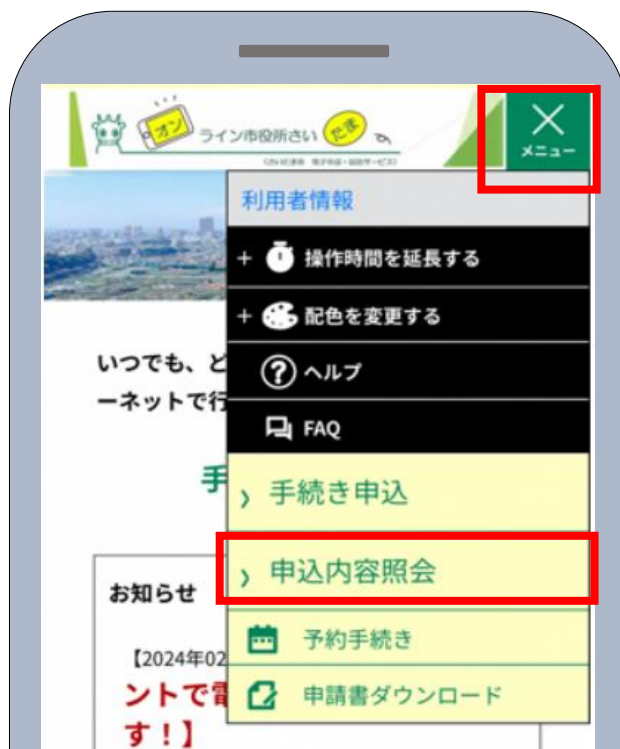 オンライン市役所さいたま
メニュー
利用者情報
+ 操作時間を延長する
+ 配色を変更する
いつでも、ど
? ヘルプ
ーネットで行
FAQ
手
› 手続き申込
› 申込内容照会
お知らせ
予約手続き
【2024年02
ントで電
申請書ダウンロード
す！】